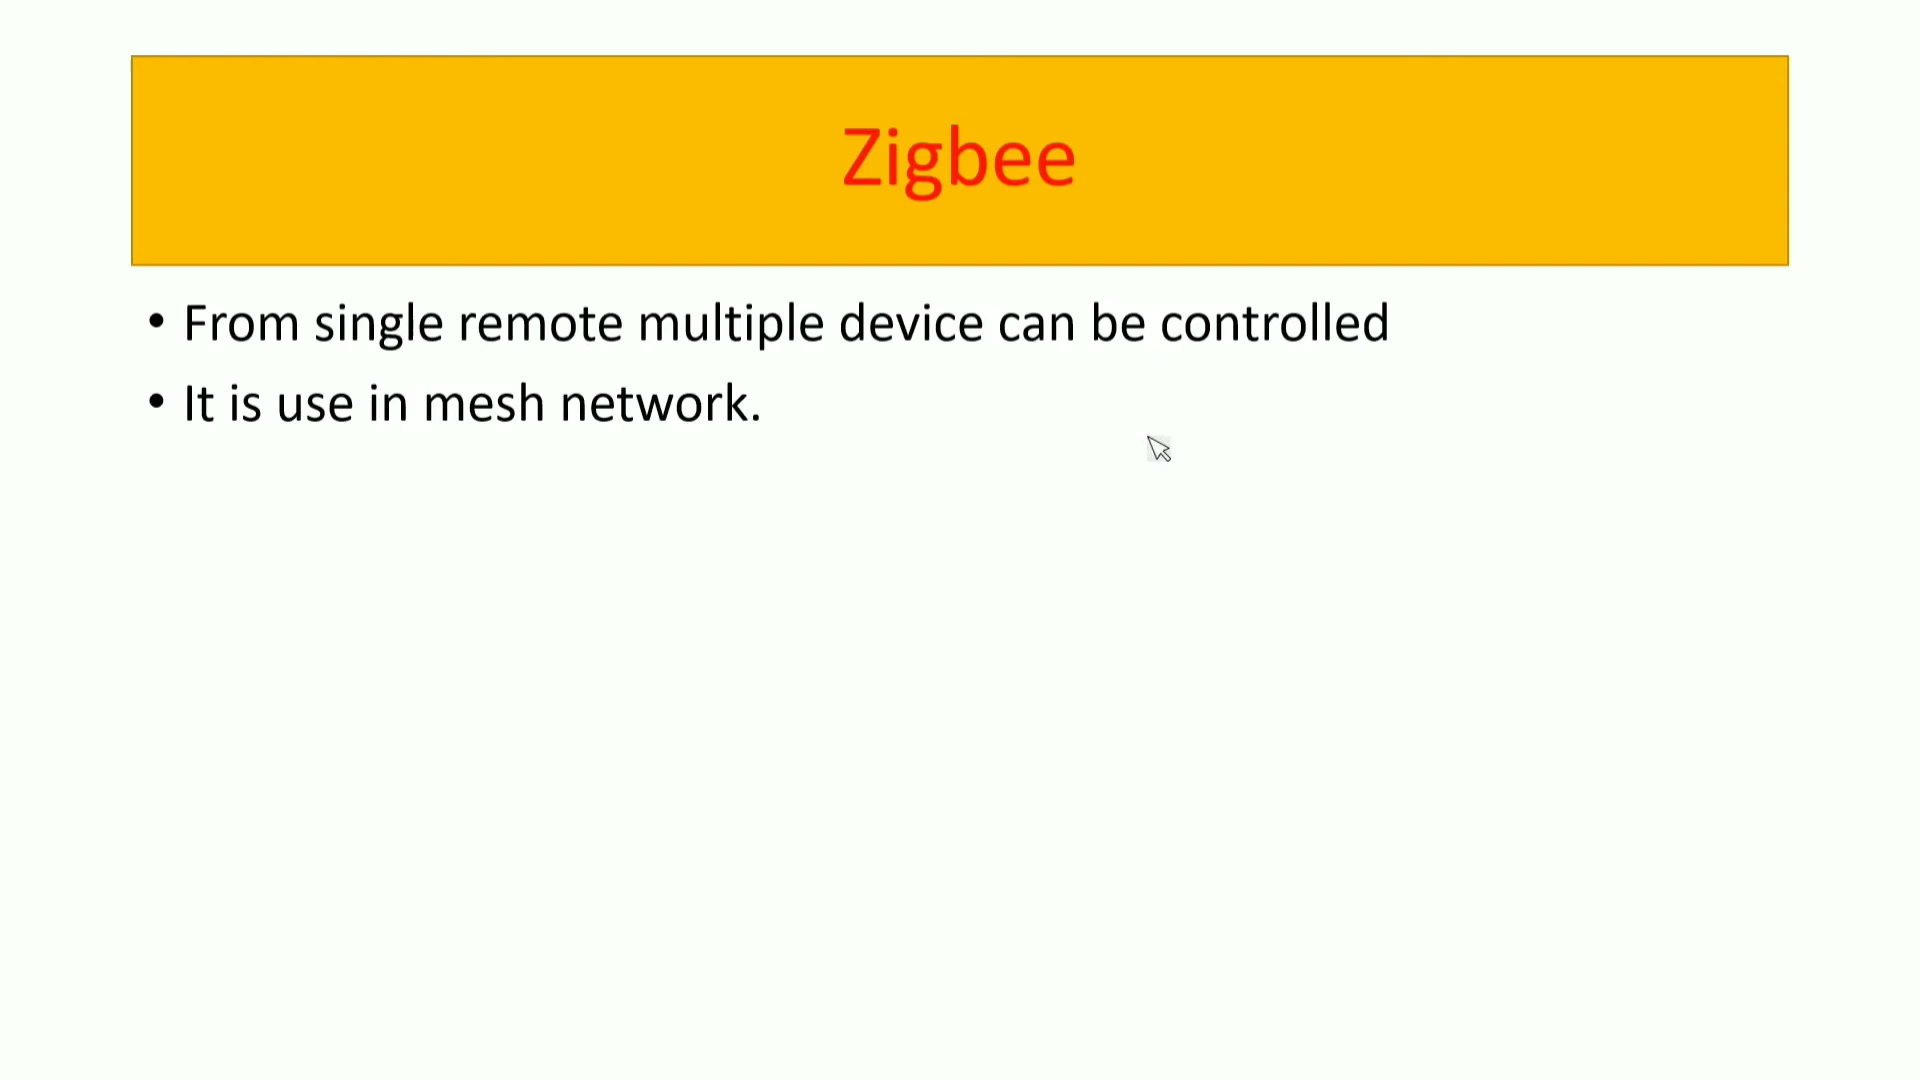 Zigbee
• From single remote multiple device can be controlled
• It is use in mesh network.